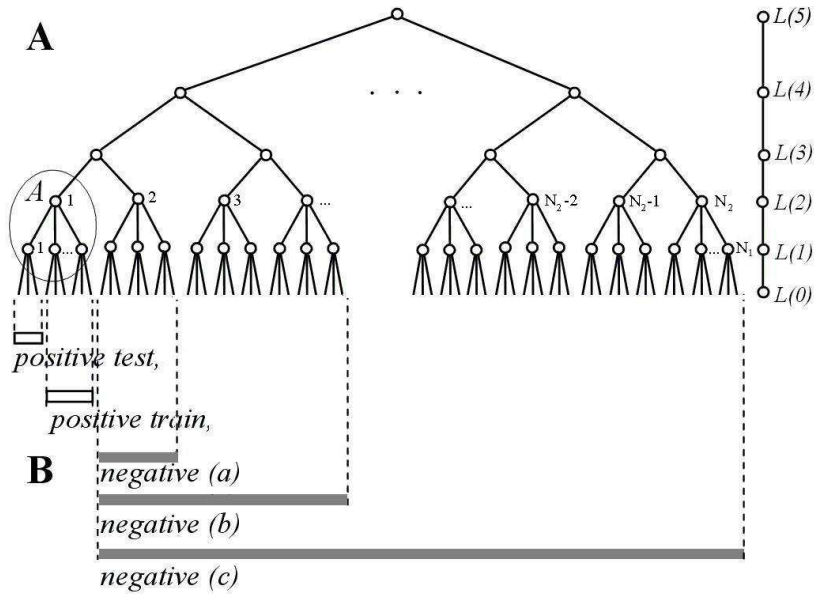 A
L(5)
. . .
L(4)
L(3)
A 1 2 3 ... ... N₂-2 N₂-1 N₂ L(2)
1 ... ... N₁ L(1)
L(0)
positive test,
positive train,
B
negative (a)
negative (b)
negative (c)